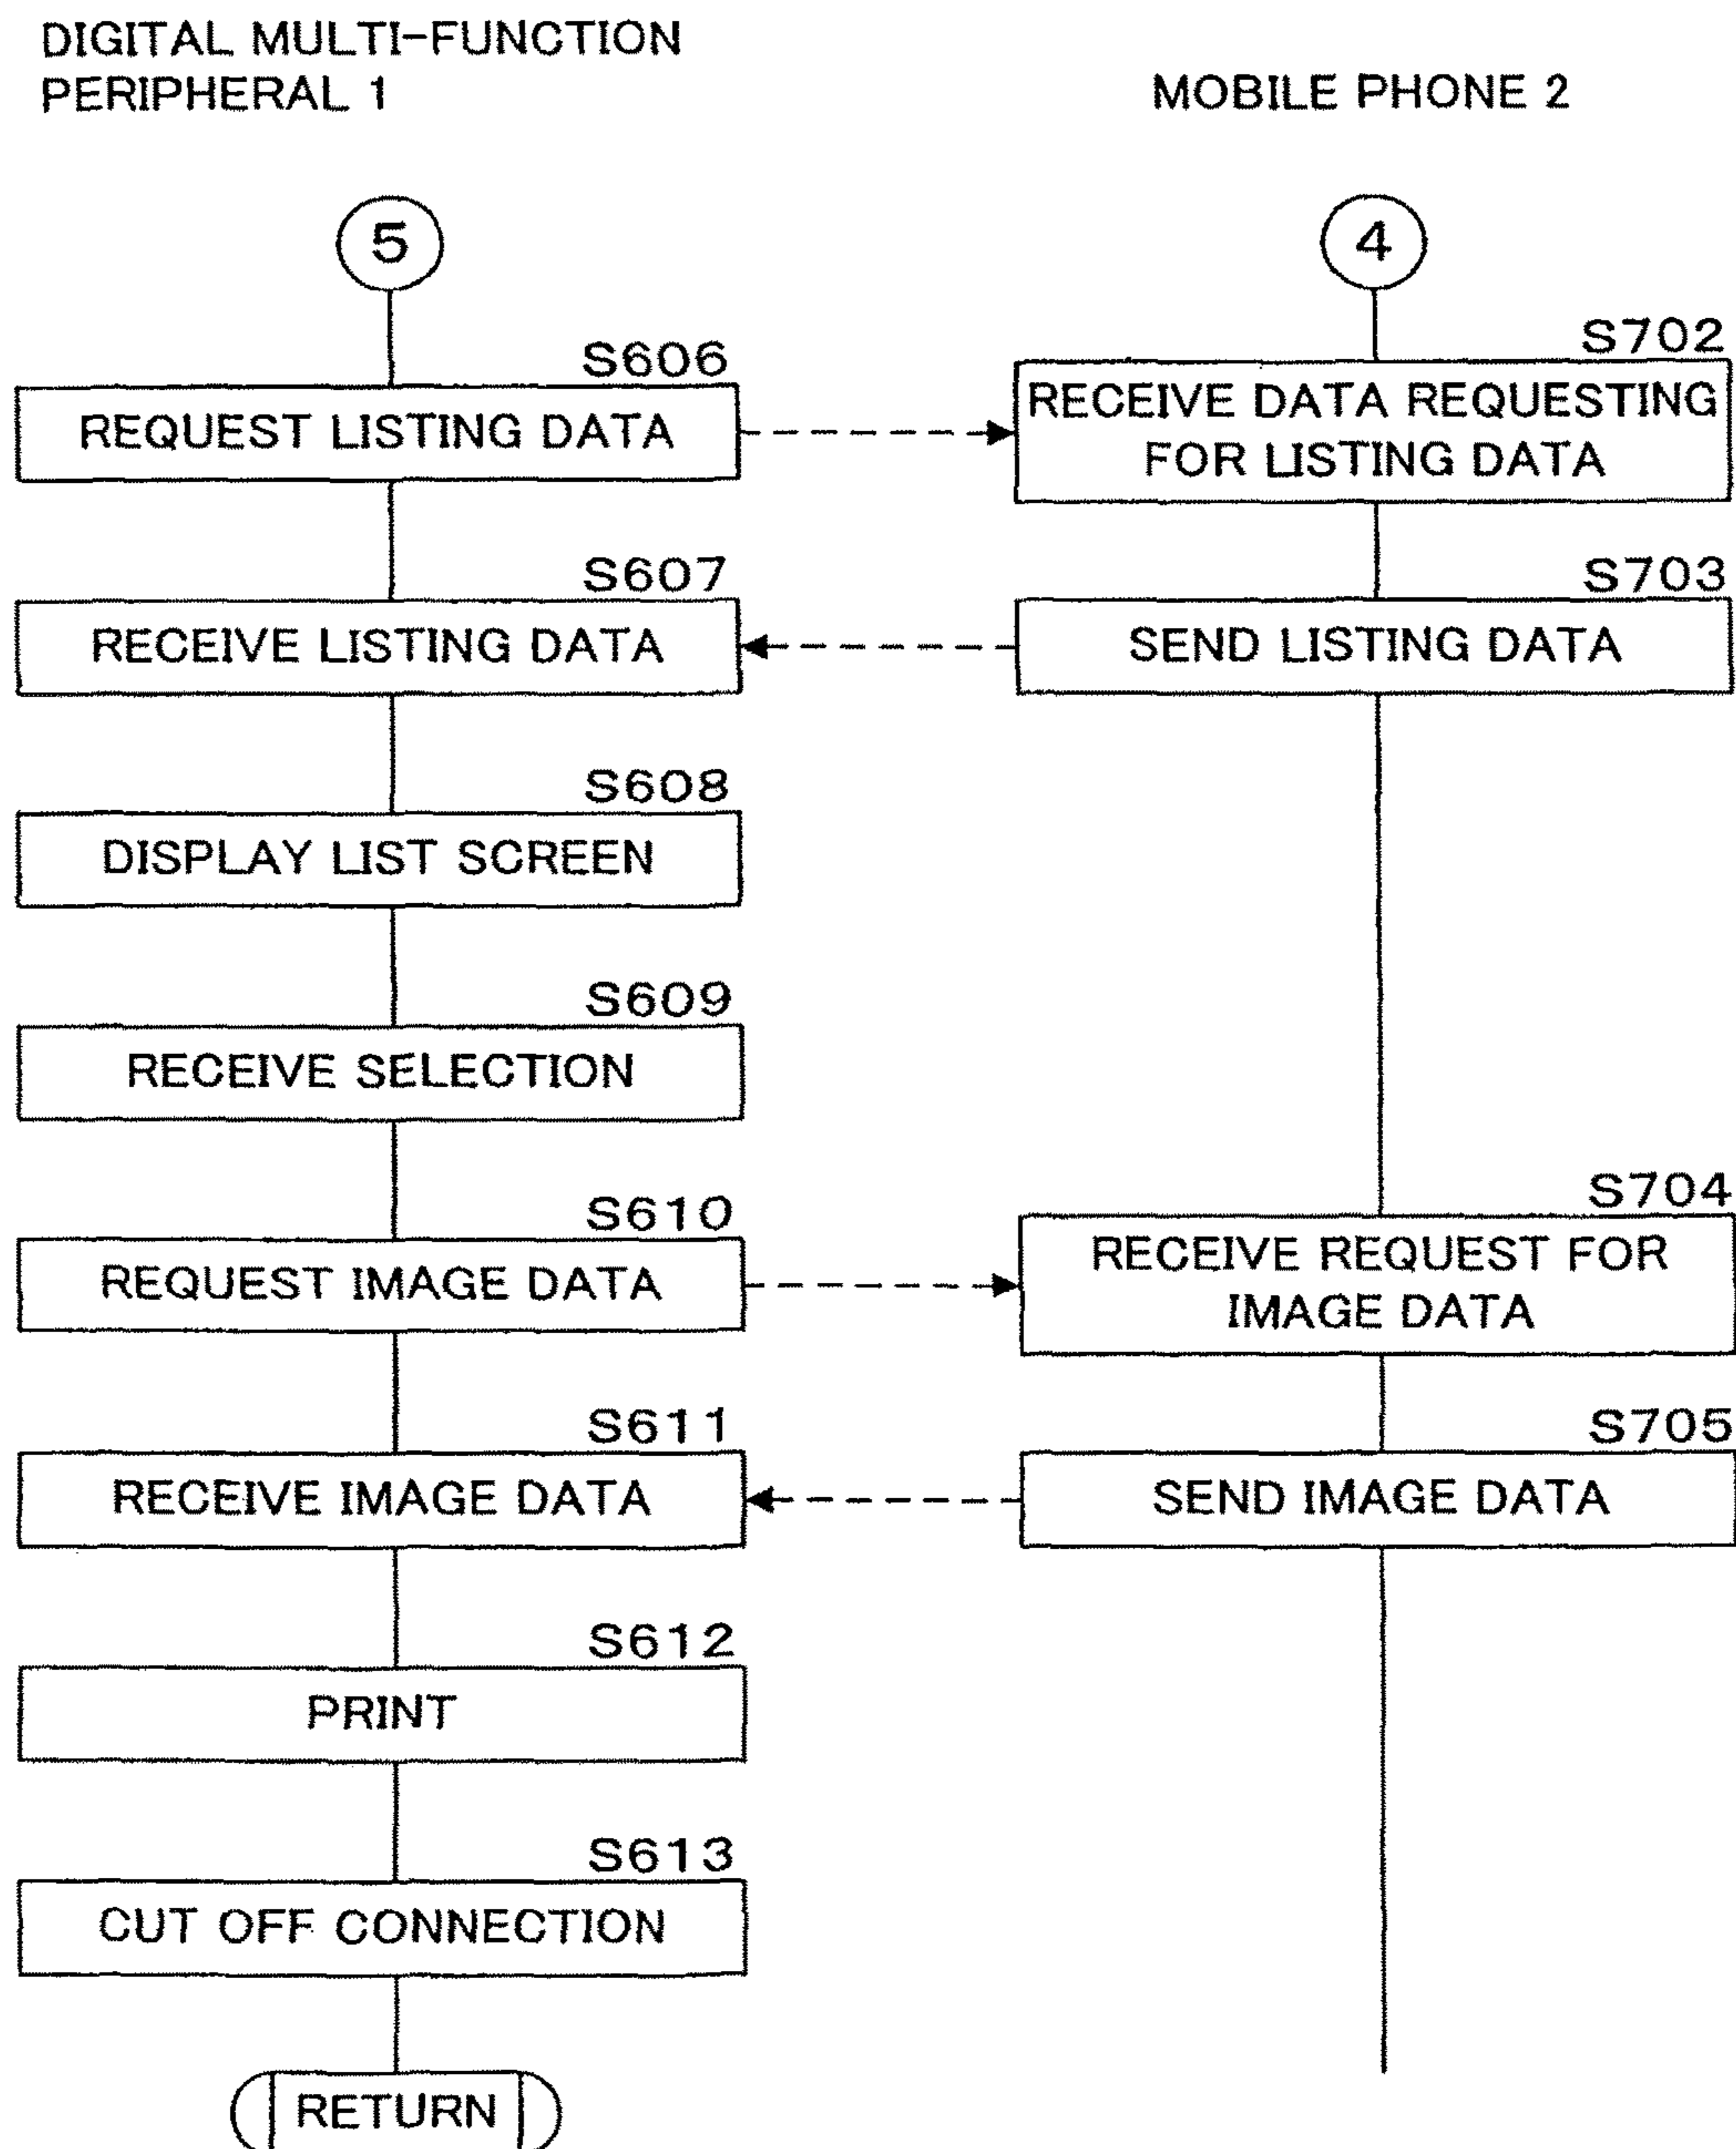 DIGITAL MULTI-FUNCTION
PERIPHERAL 1
MOBILE PHONE 2
5
4
S606
REQUEST LISTING DATA
S702
RECEIVE DATA REQUESTING
FOR LISTING DATA
S607
RECEIVE LISTING DATA
S703
SEND LISTING DATA
S608
DISPLAY LIST SCREEN
S609
RECEIVE SELECTION
S610
REQUEST IMAGE DATA
S704
RECEIVE REQUEST FOR
IMAGE DATA
S611
RECEIVE IMAGE DATA
S705
SEND IMAGE DATA
S612
PRINT
S613
CUT OFF CONNECTION
RETURN